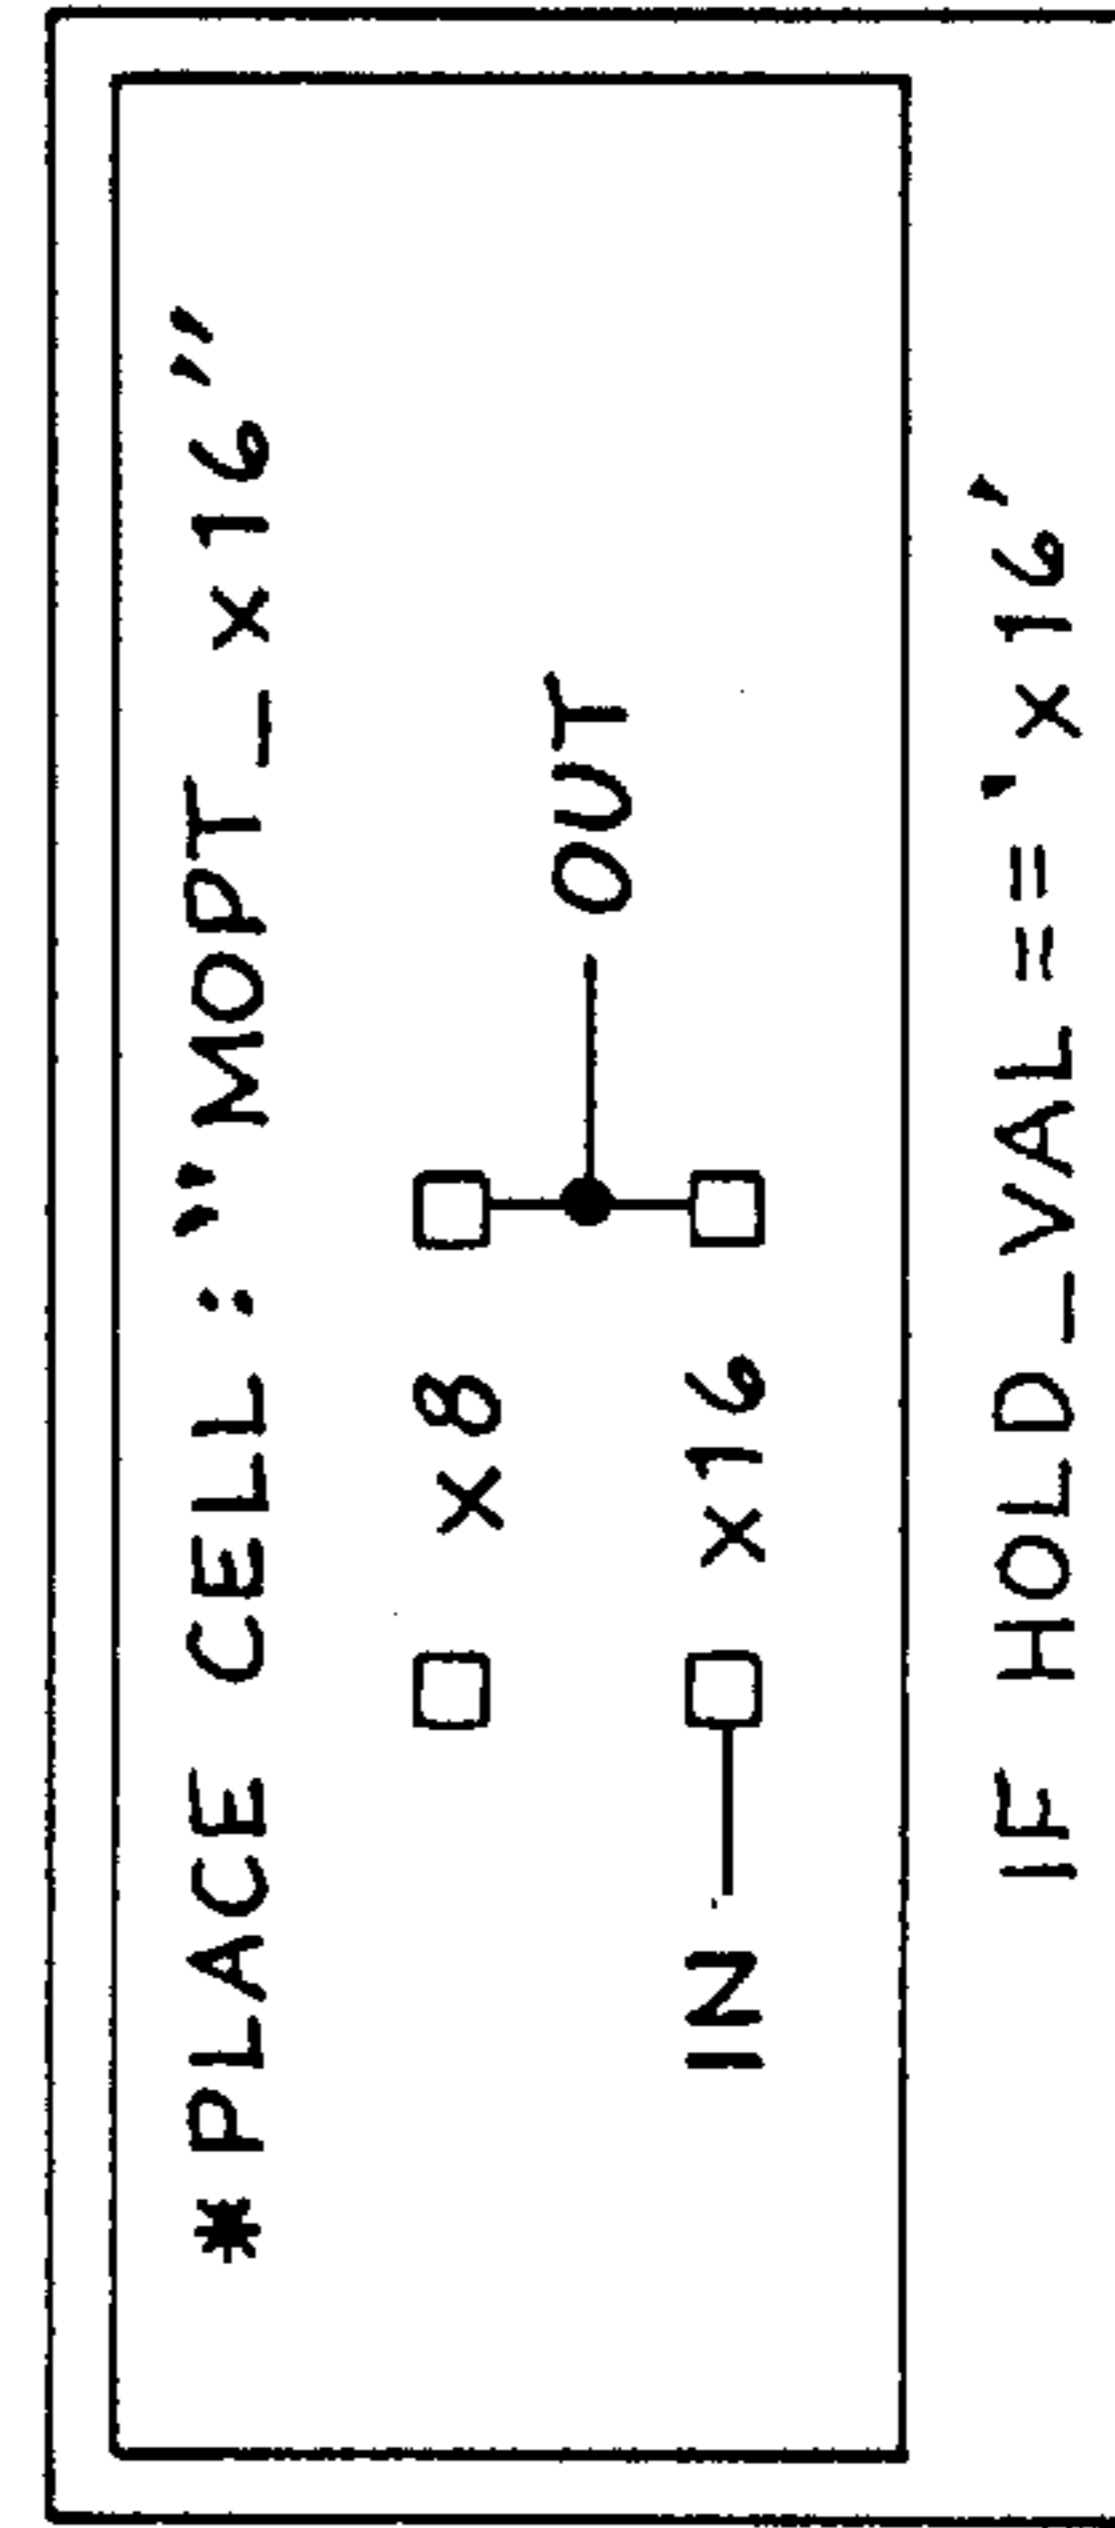 *PLACE CELL : "MOPT_x16"
x8
OUT
IN x16
IF HOLD_VAL == 'x16'